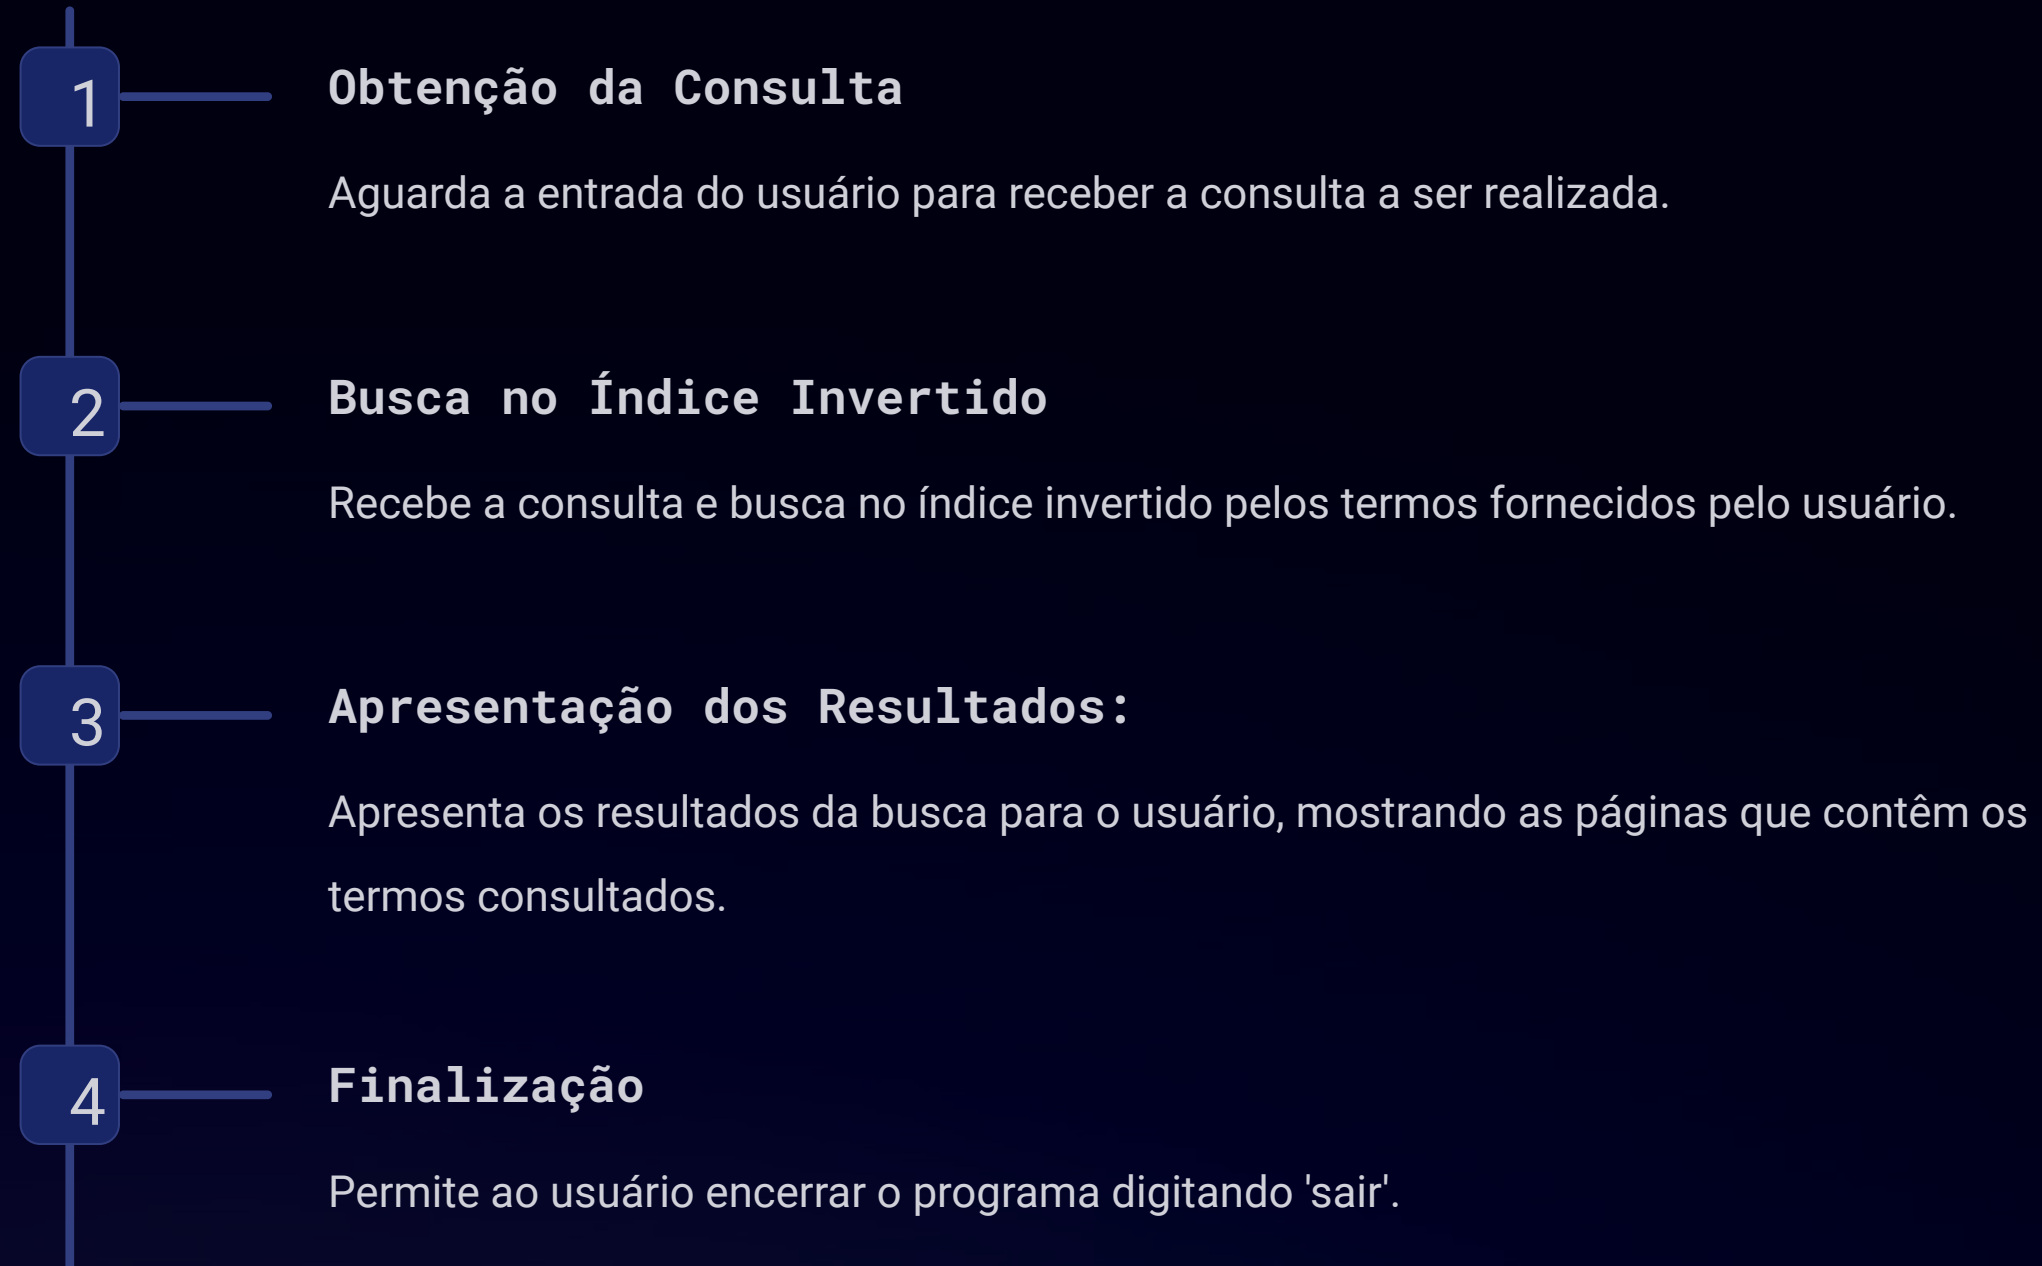 1
Obtenção da Consulta
Aguarda a entrada do usuário para receber a consulta a ser realizada.
2
Busca no Índice Invertido
Recebe a consulta e busca no índice invertido pelos termos fornecidos pelo usuário.
3
Apresentação dos Resultados:
Apresenta os resultados da busca para o usuário, mostrando as páginas que contêm os
termos consultados.
4
Finalização
Permite ao usuário encerrar o programa digitando 'sair'.